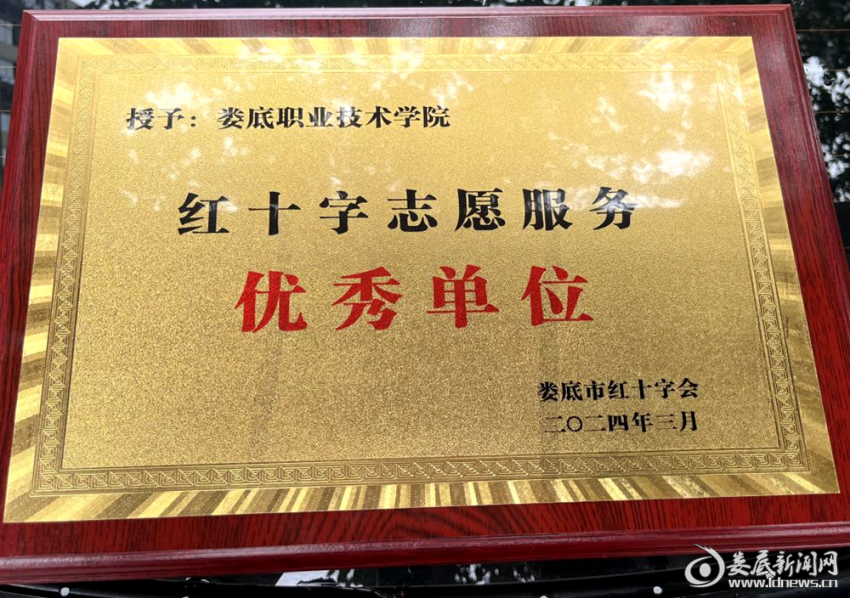 授予：娄底职业技术学院
红十字志愿服务
优秀单位
娄底市红十字会
二〇二四年三月
娄底新闻网
www.ldnews.cn